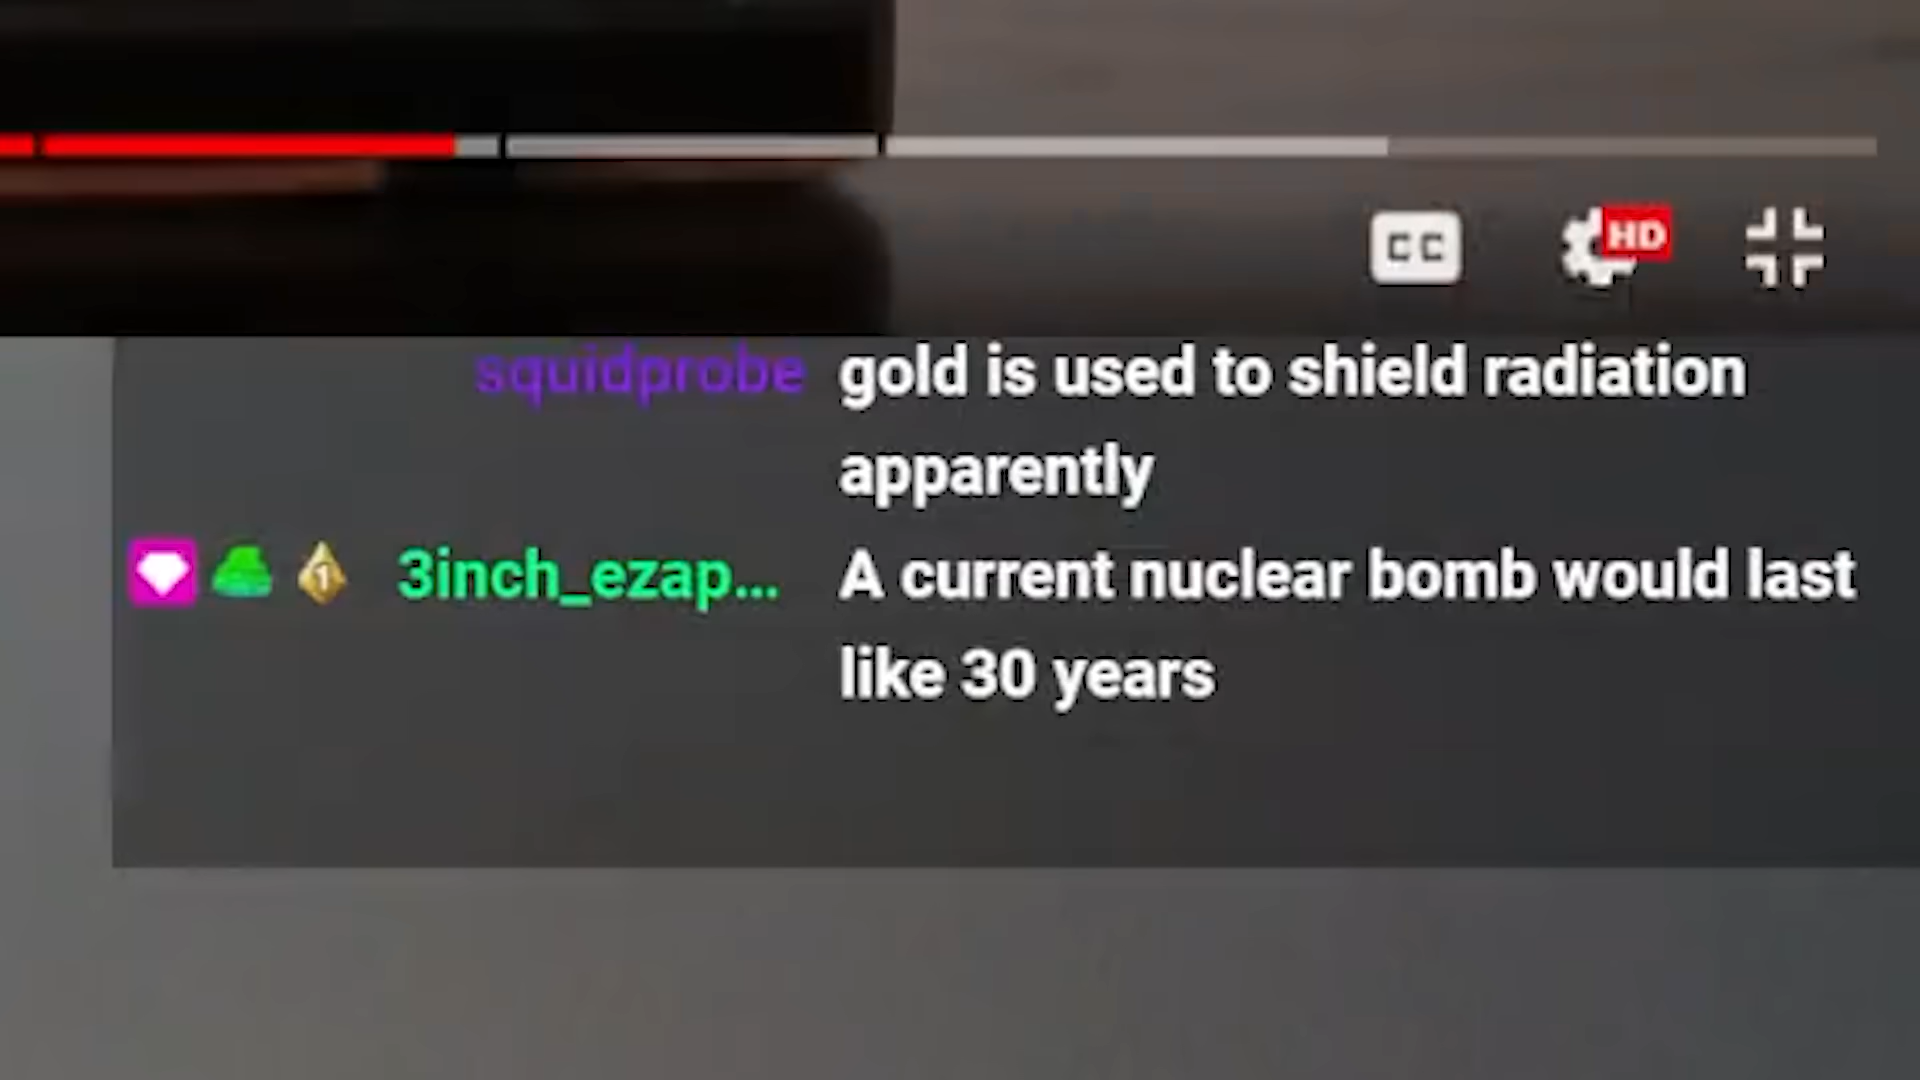 CC
HD
squidprobe gold is used to shield radiation
apparently
1 3inch_ezap... A current nuclear bomb would last
like 30 years